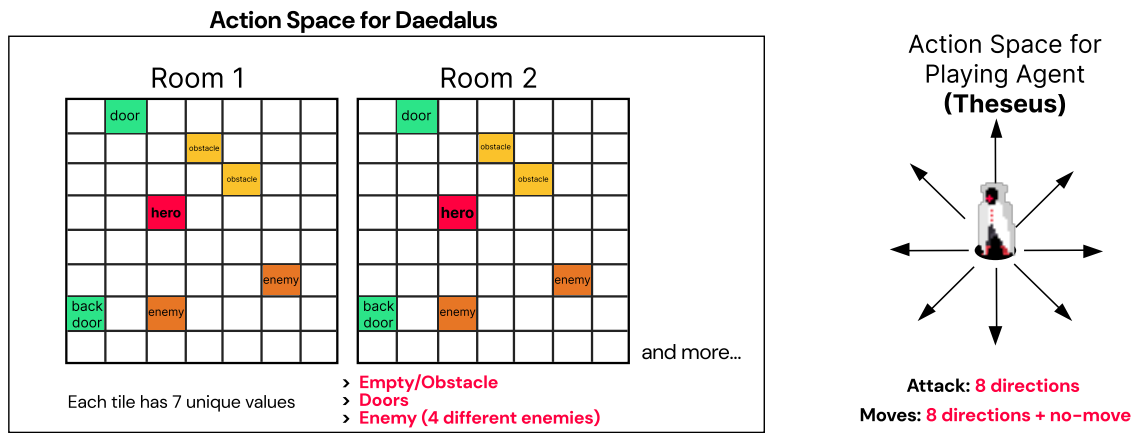 Action Space for Daedalus
Room 1
door
obstacle
obstacle
hero
enemy
back
door
enemy
Room 2
door
obstacle
obstacle
hero
enemy
back
door
enemy
and more...
Each tile has 7 unique values
> Empty/Obstacle
> Doors
> Enemy (4 different enemies)
Action Space for
Playing Agent
(Theseus)
Attack: 8 directions
Moves: 8 directions + no-move